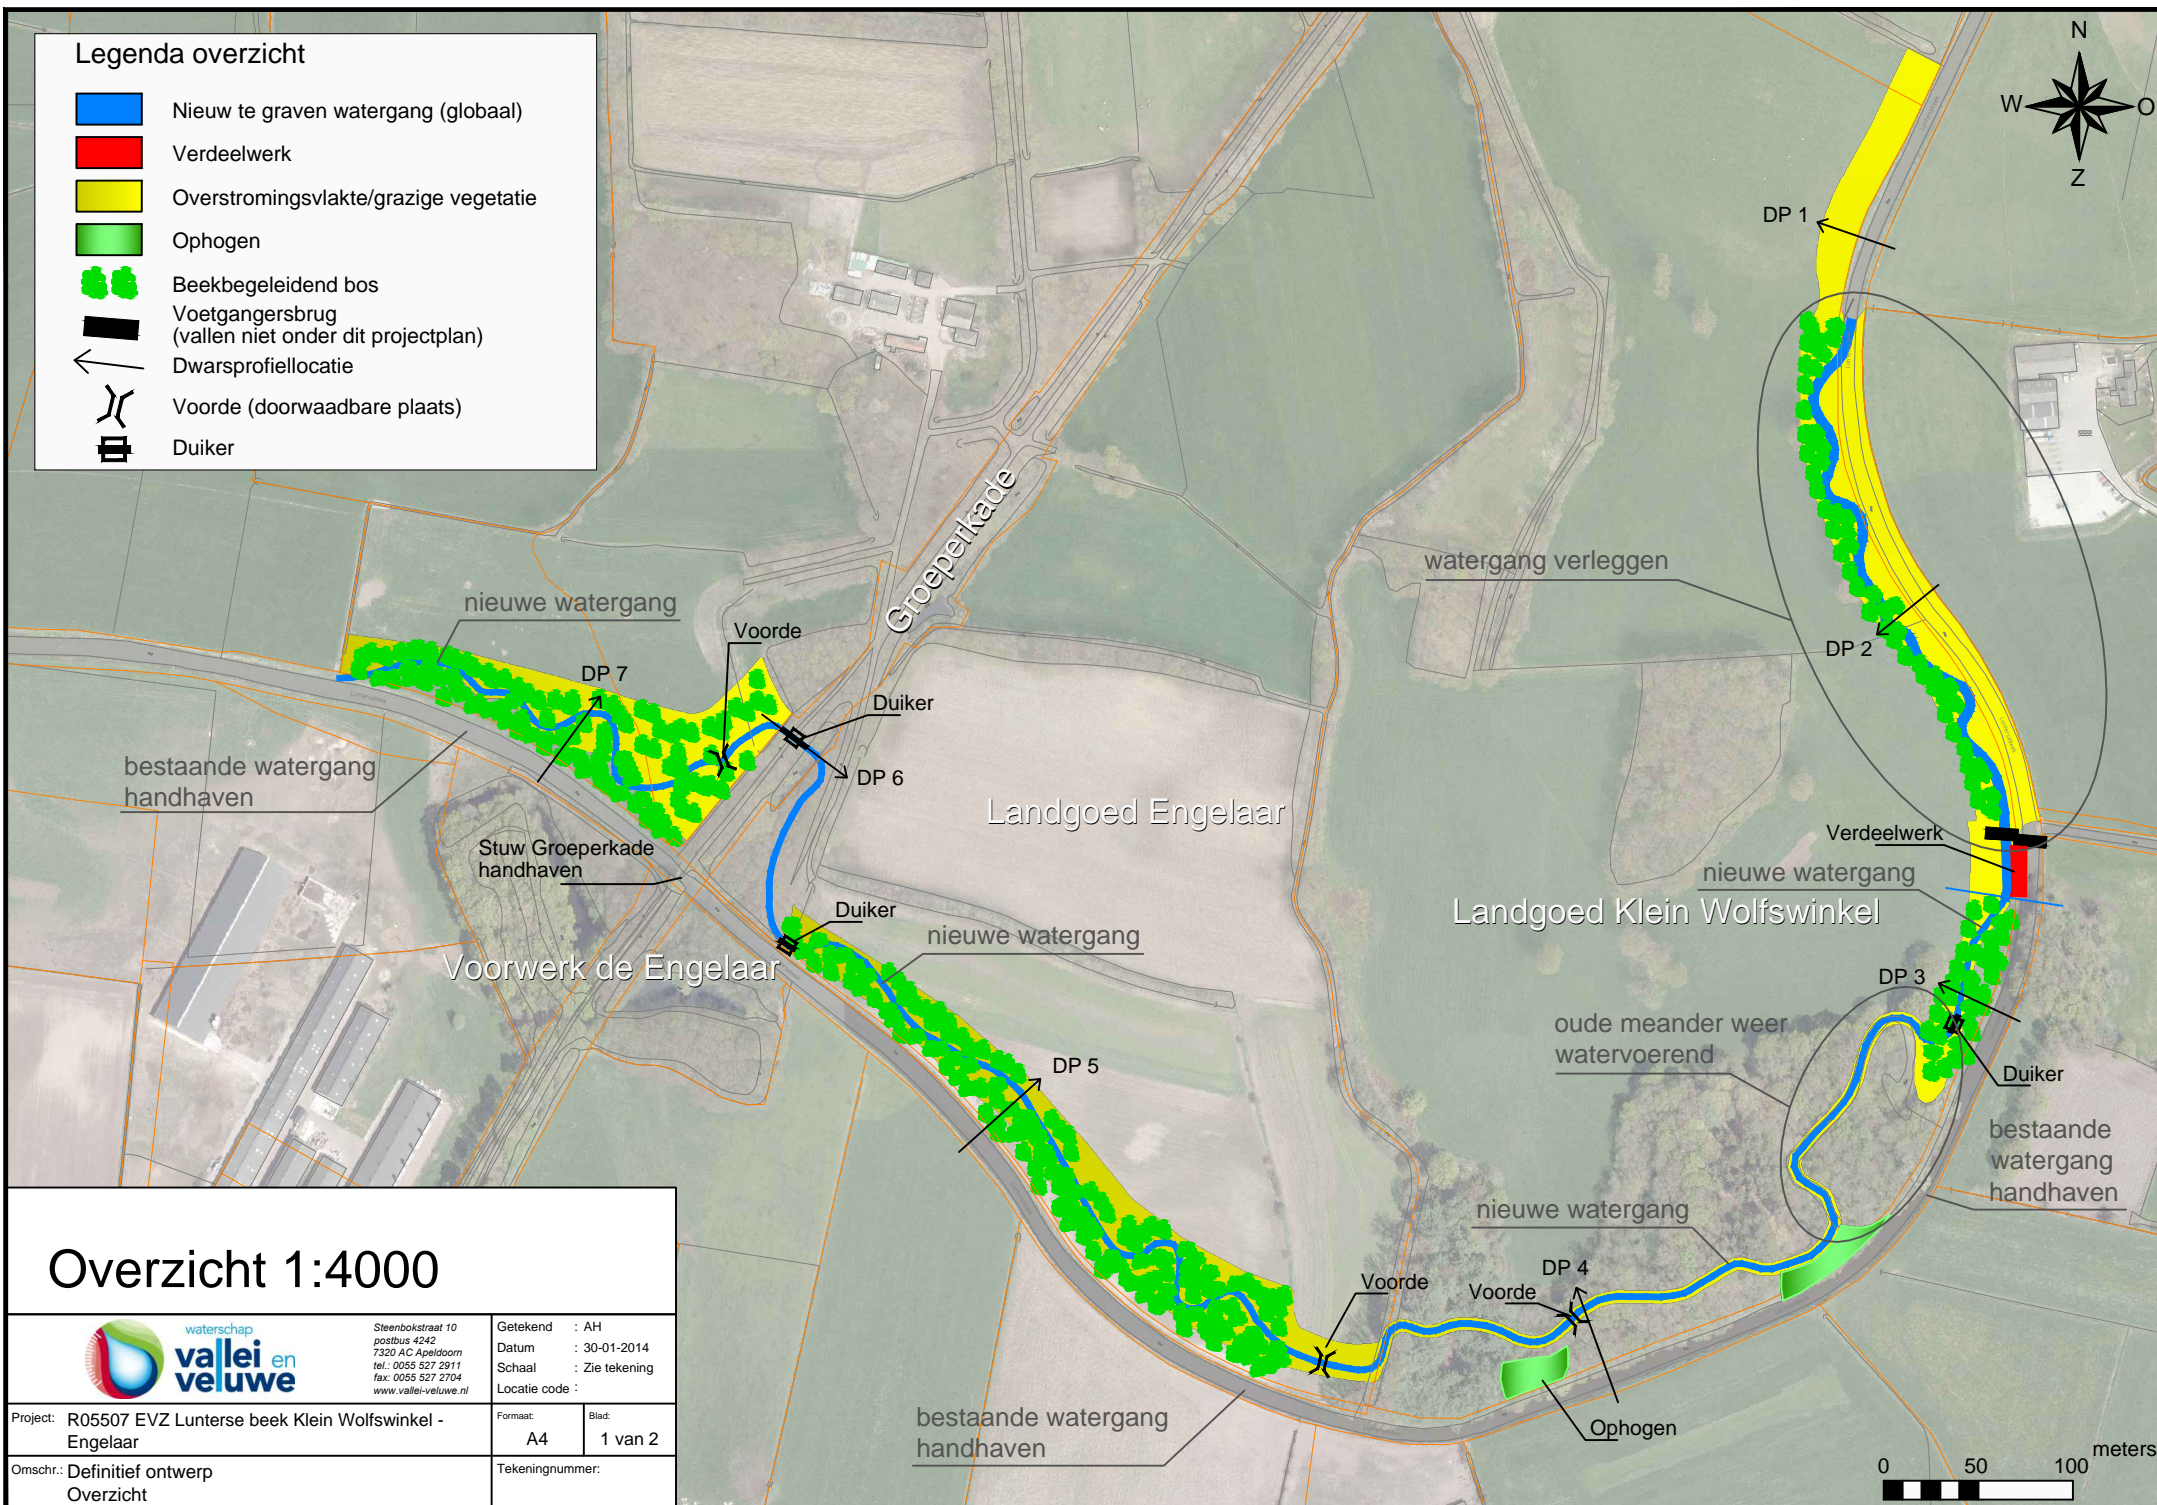 Legenda overzicht
Nieuw te graven watergang (globaal)
Verdeelwerk
Overstromingsvlakte/grazige vegetatie
Ophogen
Beekbegeleidend bos
Voetgangersbrug
(vallen niet onder dit projectplan)
Dwarsprofiellocatie
Voorde (doorwaadbare plaats)
Duiker
N
W
O
Z
DP 1
Groeperkade
watergang verleggen
nieuwe watergang
Voorde
DP 2
DP 7
Duiker
bestaande watergang
handhaven
DP 6
Landgoed Engelaar
Verdeelwerk
Stuw Groeperkade
handhaven
nieuwe watergang
Landgoed Klein Wolfswinkel
Duiker
nieuwe watergang
Voorwerk de Engelaar
DP 3
oude meander weer
watervoerend
DP 5
Duiker
bestaande
watergang
handhaven
nieuwe watergang
DP 4
Voorde
Voorde
bestaande watergang
handhaven
Ophogen
meters
0 50 100
Overzicht 1:4000
waterschap
vallei en
veluwe
Steenbokstraat 10
postbus 4242
7320 AC Apeldoorn
tel.: 0055 527 2911
fax: 0055 527 2704
www.vallei-veluwe.nl
Getekend : AH
Datum : 30-01-2014
Schaal : Zie tekening
Locatie code :
Project: R05507 EVZ Lunterse beek Klein Wolfswinkel -
Engelaar
Formaat:
A4
Blad:
1 van 2
Omschr.: Definitief ontwerp
Overzicht
Tekeningnummer: